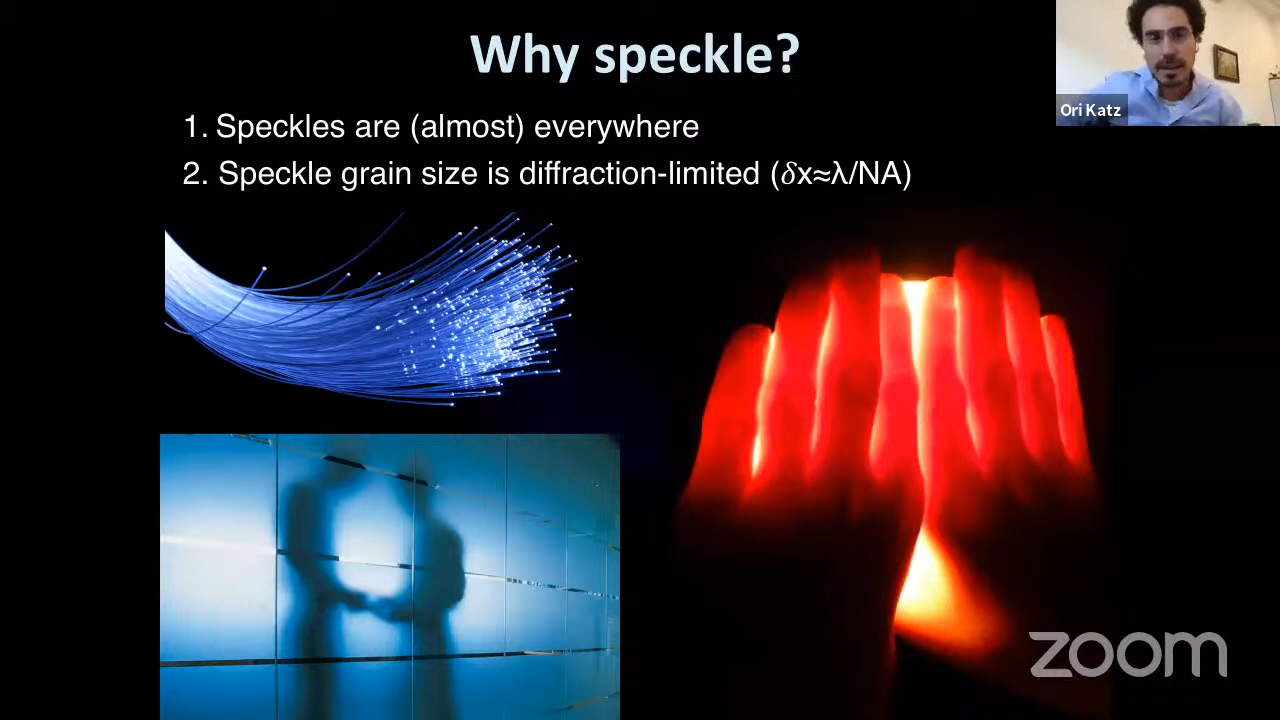 Why speckle?
Ori Katz
1. Speckles are (almost) everywhere
2. Speckle grain size is diffraction-limited (𝛿x≈λ/NA)
zoom